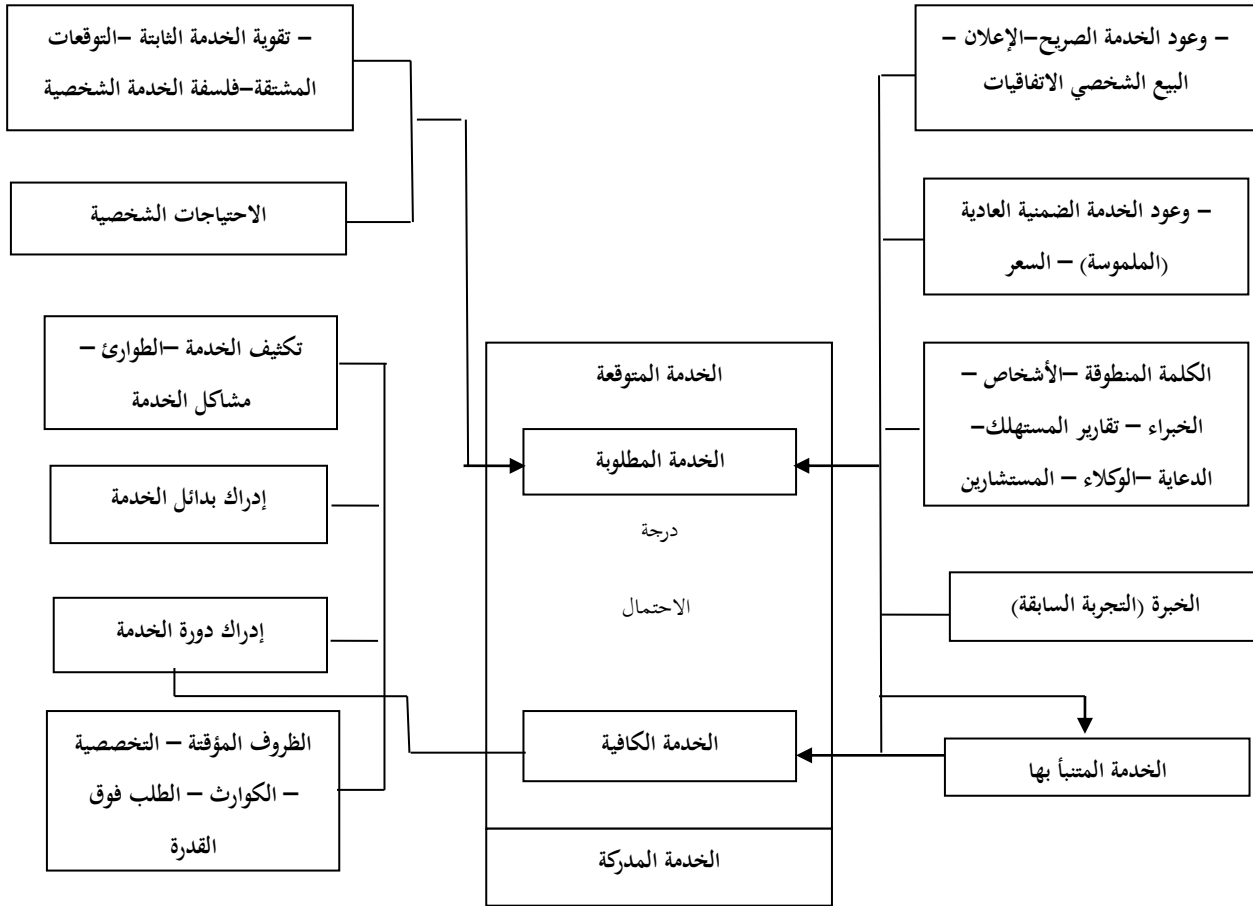 – وعود الخدمة الصريح–الإعلان –
البيع الشخصي الاتفاقيات
– وعود الخدمة الضمنية العادية
(الملموسة) – السعر
الكلمة المنطوقة –الأشخاص –
الخبراء – تقارير المستهلك–
الدعاية –الوكلاء – المستشارين
الخبرة (التجربة السابقة)
الخدمة المتنبأ بها
الخدمة المتوقعة
الخدمة المطلوبة
درجة
الاحتمال
الخدمة الكافية
الخدمة المدركة
– تقوية الخدمة الثابتة –التوقعات
المشتقة–فلسفة الخدمة الشخصية
الاحتياجات الشخصية
تكثيف الخدمة –الطوارئ –
مشاكل الخدمة
إدراك بدائل الخدمة
إدراك دورة الخدمة
الظروف المؤقتة – التخصصية
– الكوارث – الطلب فوق
القدرة